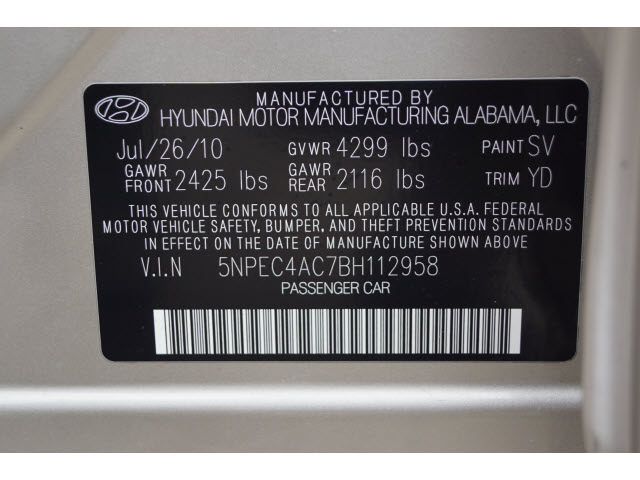 MANUFACTURED BY
HYUNDAI MOTOR MANUFACTURING ALABAMA, LLC
Jul/26/10 GVWR 4299 lbs PAINT SV
GAWR FRONT 2425 lbs GAWR REAR 2116 lbs TRIM YD
THIS VEHICLE CONFORMS TO ALL APPLICABLE U.S.A. FEDERAL
MOTOR VEHICLE SAFETY, BUMPER, AND THEFT PREVENTION STANDARDS
IN EFFECT ON THE DATE OF MANUFACTURE SHOWN ABOVE
V.I.N 5NPEC4AC7BH112958
PASSENGER CAR